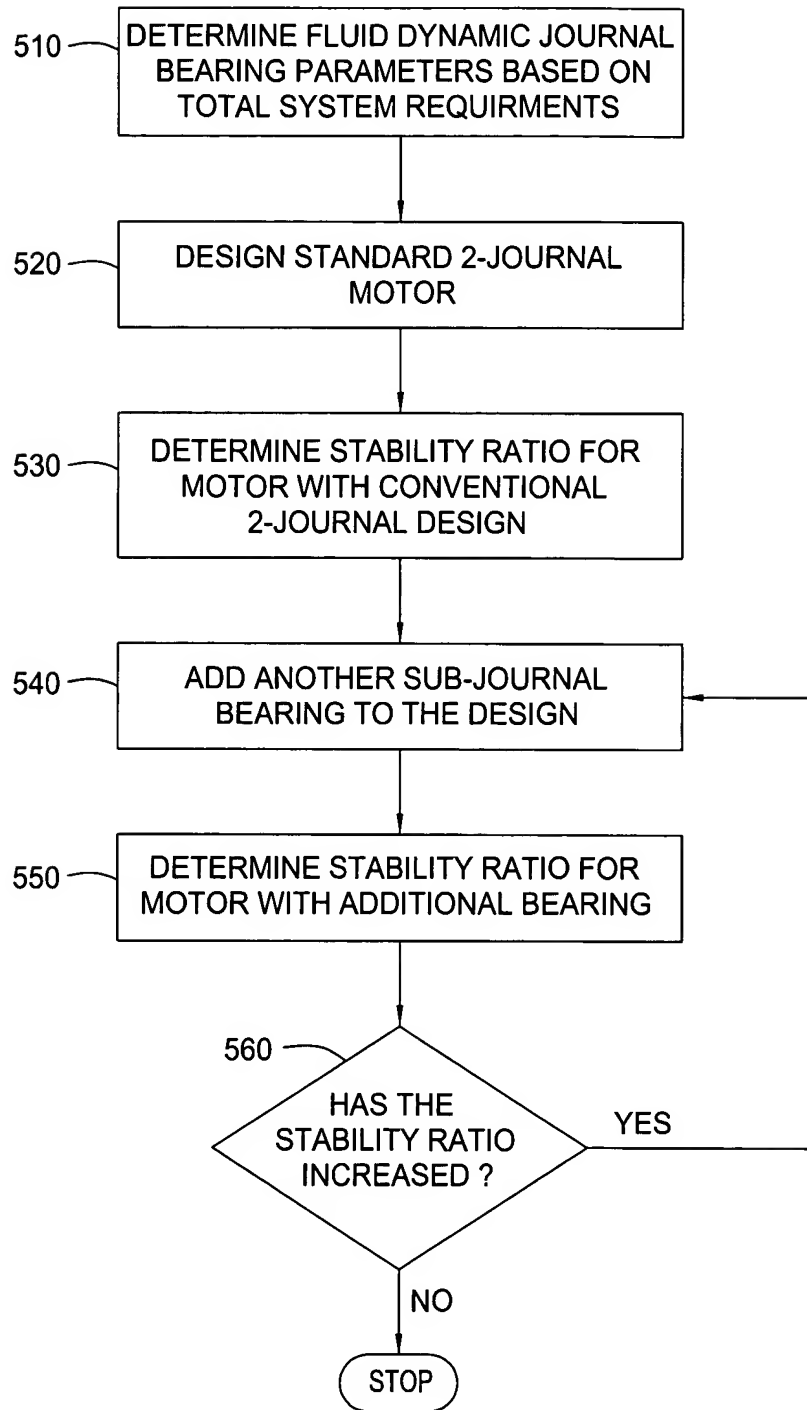 510
DETERMINE FLUID DYNAMIC JOURNAL
BEARING PARAMETERS BASED ON
TOTAL SYSTEM REQUIRMENTS
520
DESIGN STANDARD 2-JOURNAL
MOTOR
530
DETERMINE STABILITY RATIO FOR
MOTOR WITH CONVENTIONAL
2-JOURNAL DESIGN
540
ADD ANOTHER SUB-JOURNAL
BEARING TO THE DESIGN
550
DETERMINE STABILITY RATIO FOR
MOTOR WITH ADDITIONAL BEARING
560
HAS THE
STABILITY RATIO
INCREASED ?
YES
NO
STOP